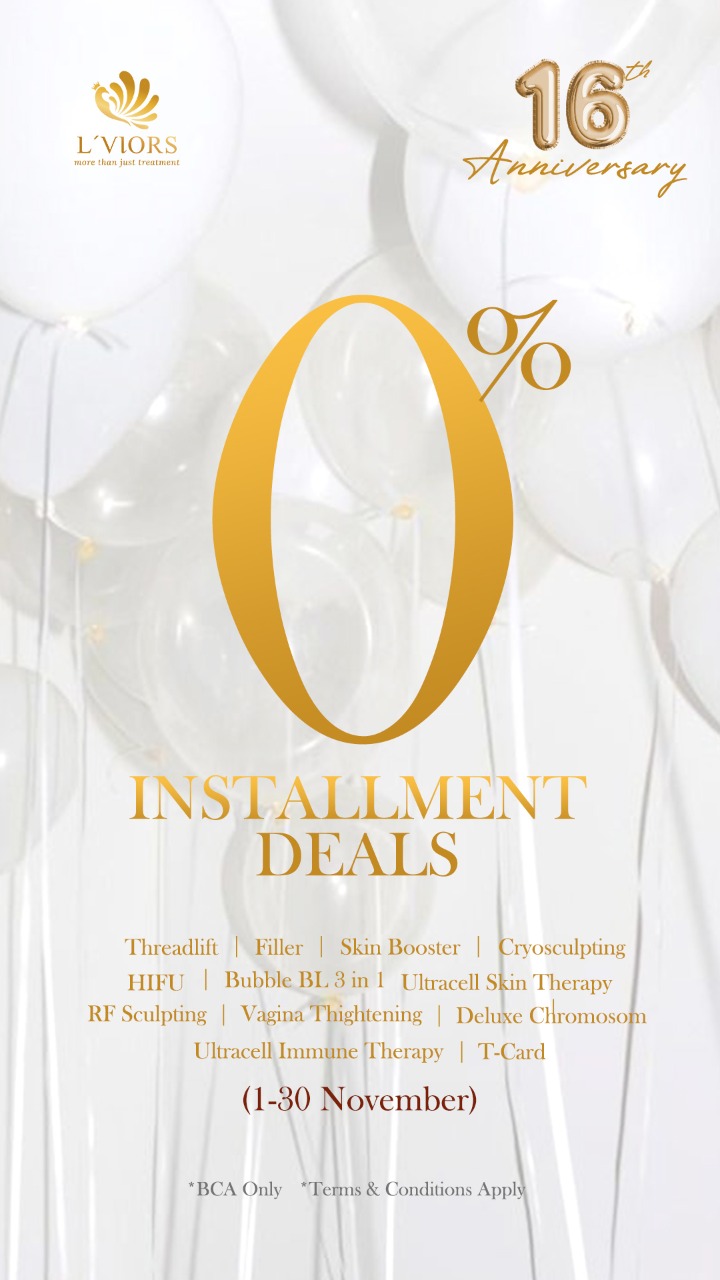 L´VIORS
more than just treatment
16th
Anniversary
0%
INSTALLMENT
DEALS
Threadlift | Filler | Skin Booster | Cryosculpting
HIFU | Bubble BL 3 in 1 Ultracell Skin Therapy
RF Sculpting | Vagina Thightening | Deluxe Chromosom
Ultracell Immune Therapy | T-Card
(1-30 November)
*BCA Only *Terms & Conditions Apply